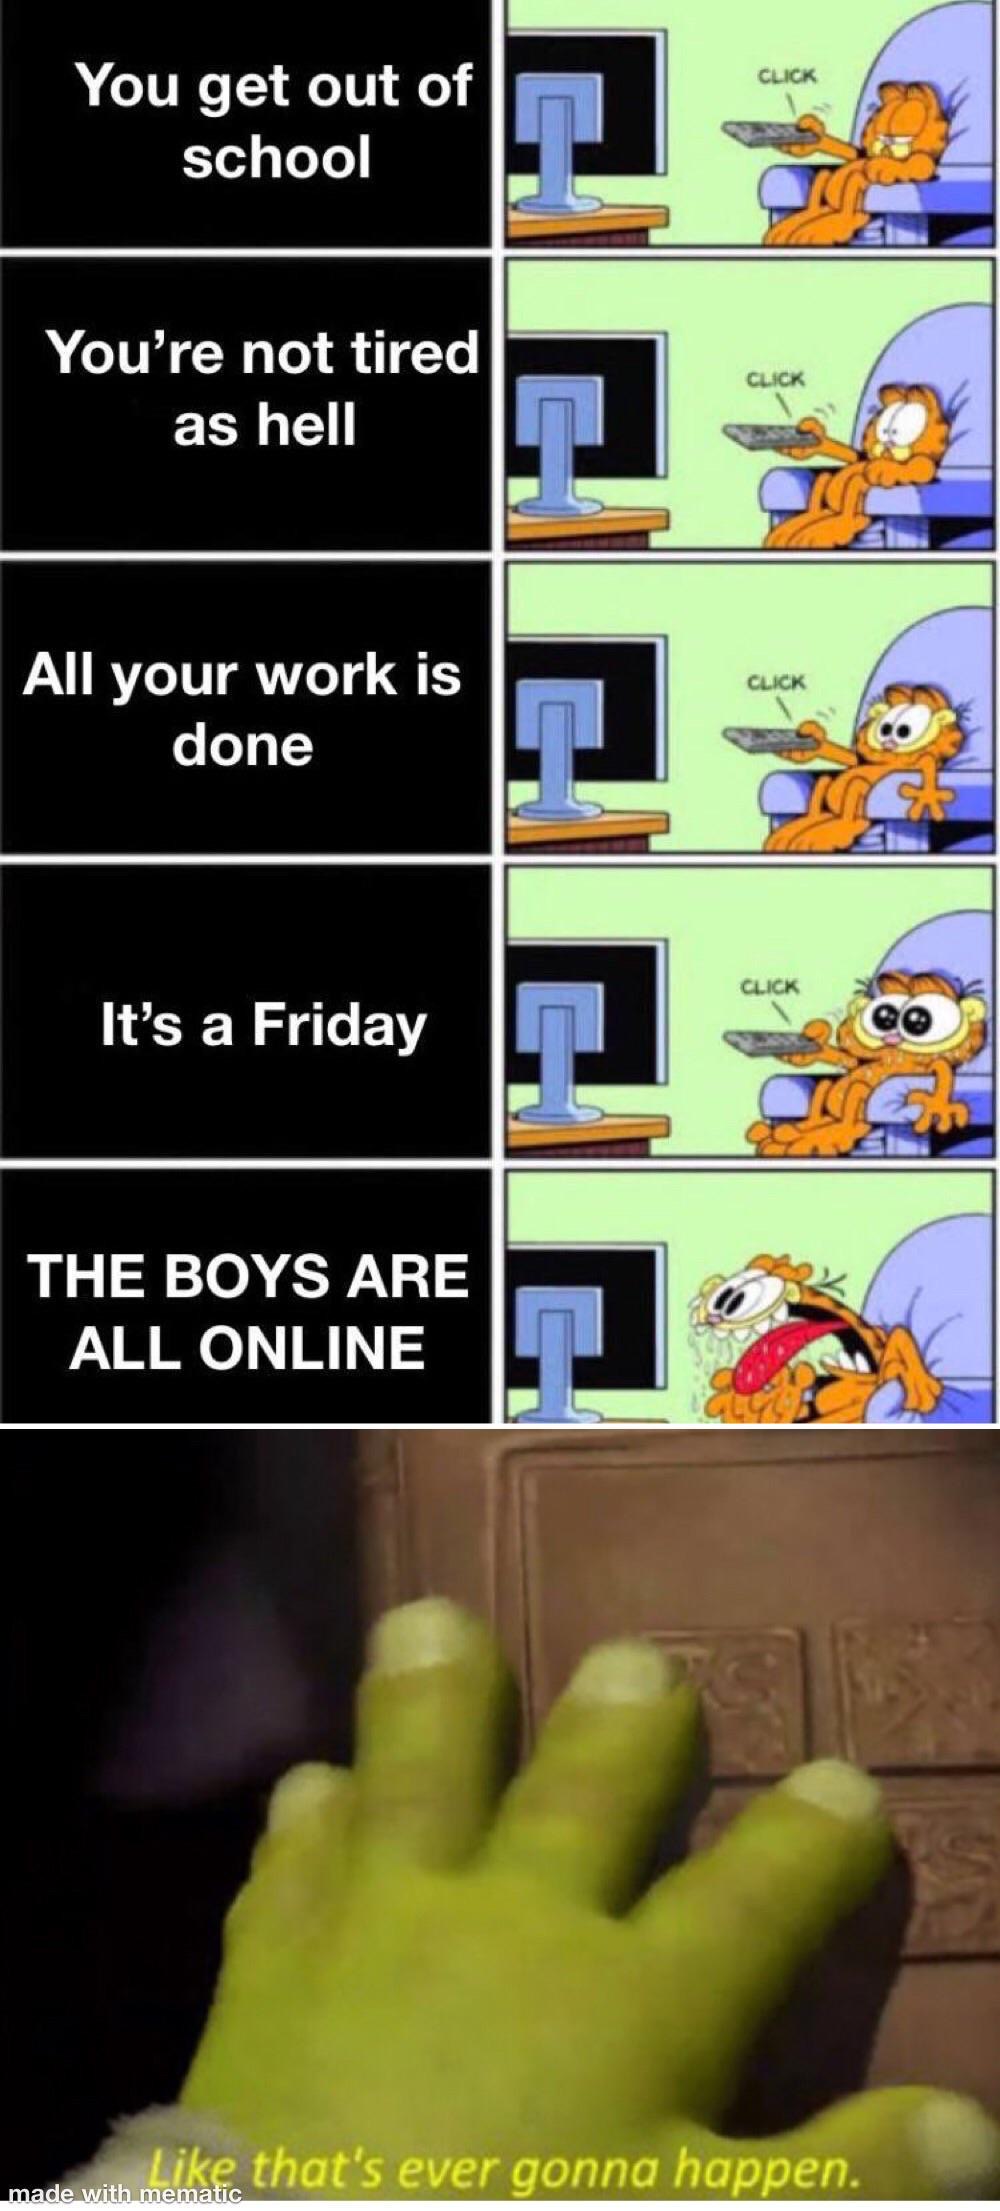 You get out of
school
CLICK
You're not tired
as hell
CLICK
All your work is
done
CLICK
It's a Friday
CLICK
THE BOYS ARE
ALL ONLINE
Like that's ever gonna happen.
made with mematic